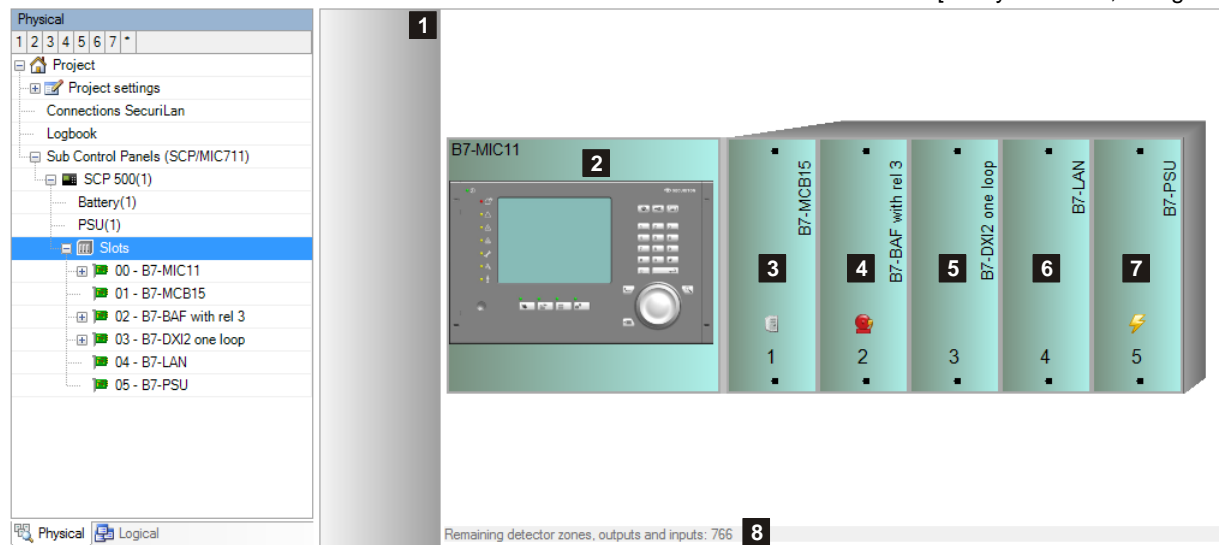 Physical
1 2 3 4 5 6 7 *
Project
Project settings
Connections SecuriLan
Logbook
Sub Control Panels (SCP/MIC711)
SCP 500(1)
Battery(1)
PSU(1)
Slots
00 - B7-MIC11
01 - B7-MCB15
02 - B7-BAF with rel 3
03 - B7-DXI2 one loop
04 - B7-LAN
05 - B7-PSU
Physical
Logical
1
B7-MIC11
2
B7-MCB15
3
1
B7-BAF with rel 3
4
2
B7-DXI2 one loop
5
3
B7-LAN
6
4
B7-PSU
7
5
Remaining detector zones, outputs and inputs: 766
8